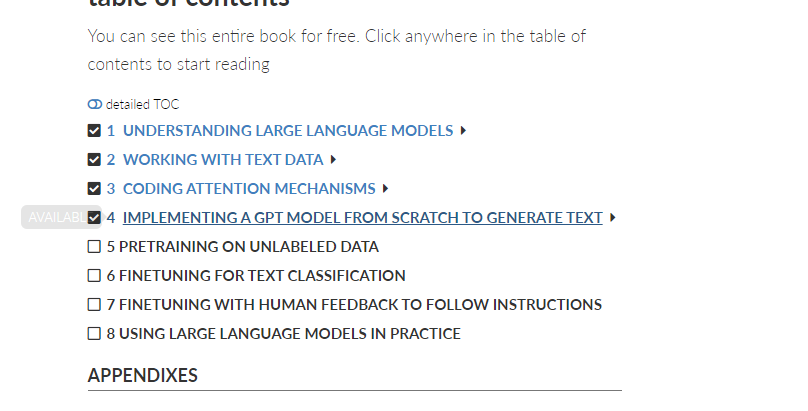 table of contents
You can see this entire book for free. Click anywhere in the table of
contents to start reading
detailed TOC
1 UNDERSTANDING LARGE LANGUAGE MODELS
2 WORKING WITH TEXT DATA
3 CODING ATTENTION MECHANISMS
AVAILABL 4 IMPLEMENTING A GPT MODEL FROM SCRATCH TO GENERATE TEXT
5 PRETRAINING ON UNLABELED DATA
6 FINETUNING FOR TEXT CLASSIFICATION
7 FINETUNING WITH HUMAN FEEDBACK TO FOLLOW INSTRUCTIONS
8 USING LARGE LANGUAGE MODELS IN PRACTICE
APPENDIXES